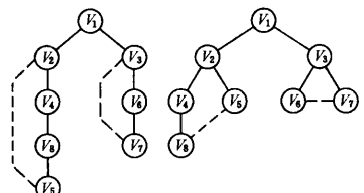 V₁
V₂ V₃
V₄ V₆
V₈ V₇
V₅
V₁
V₂ V₃
V₄ V₅ V₆ V₇
V₈